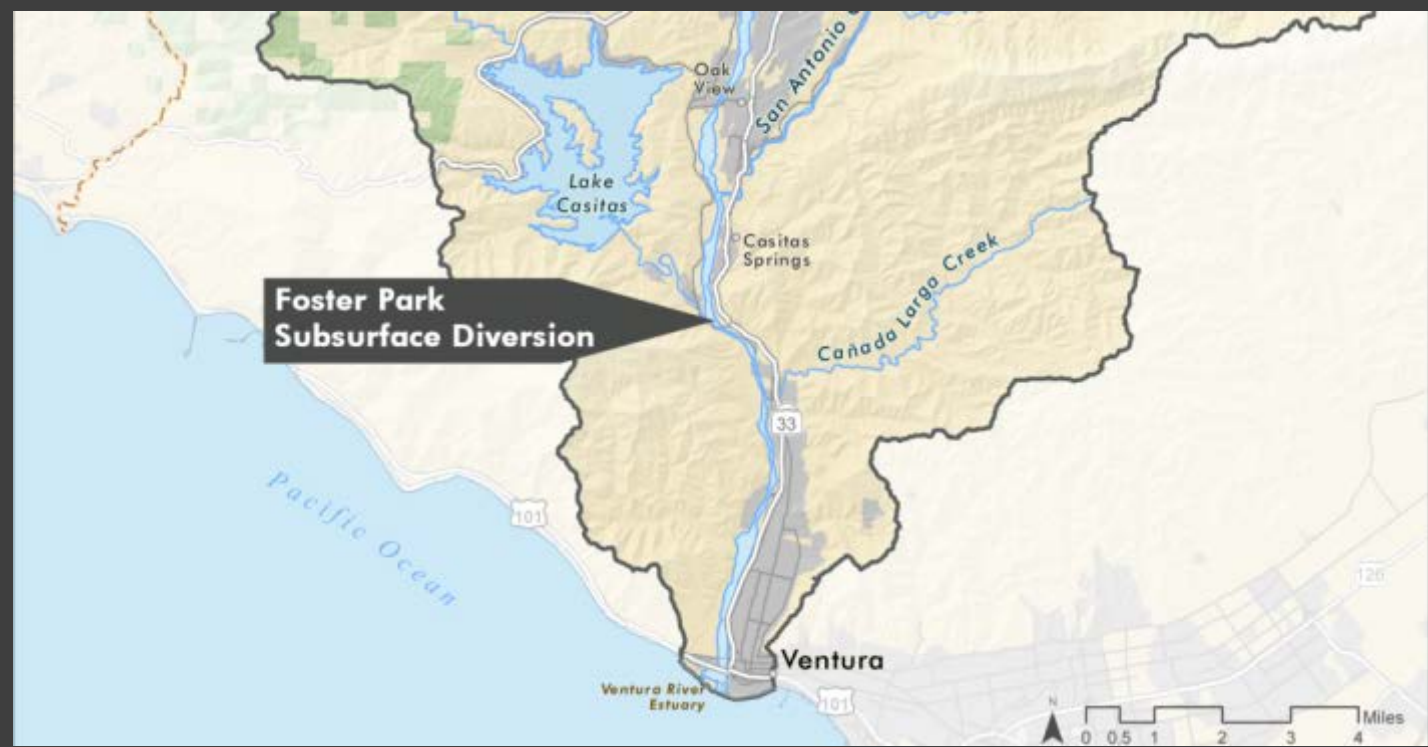 Oak
View
San Antonio
Lake
Casitas
Casitas
Springs
Foster Park
Subsurface Diversion
Cañada Larga Creek
33
Pacific Ocean
101
126
Ventura
Ventura River
Estuary
101
N
Miles
0 0.5 1 2 3 4